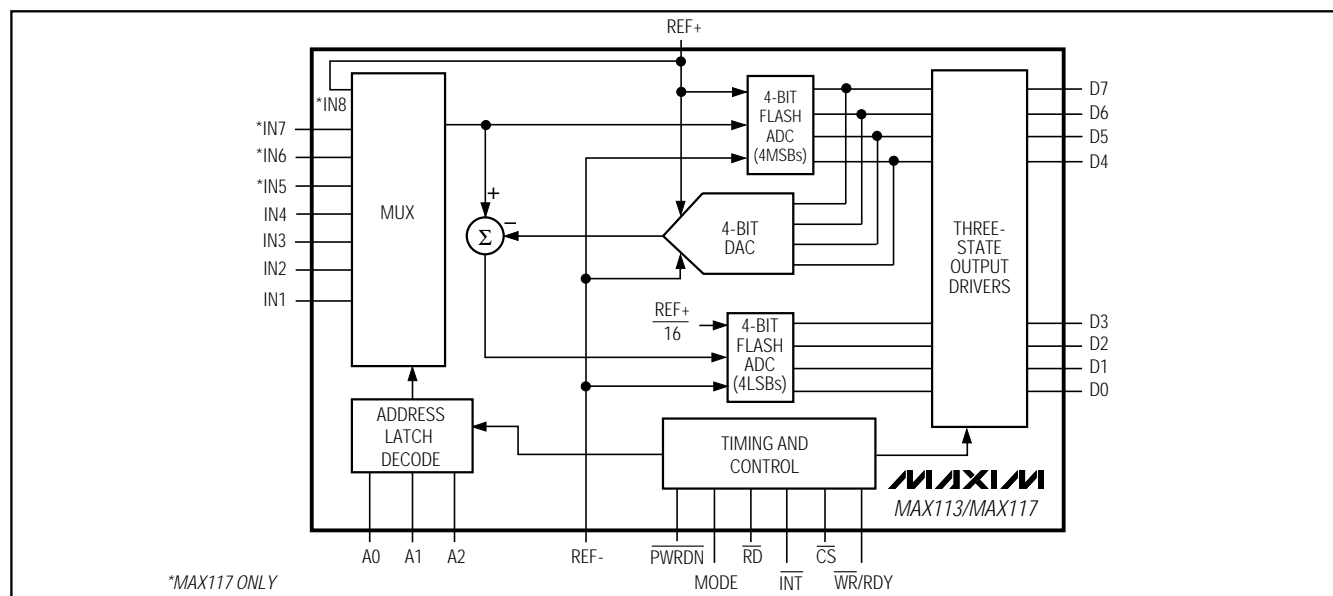 REF+
*IN8
*IN7
*IN6
*IN5
IN4
IN3
IN2
IN1
MUX
+
−
Σ
4-BIT
FLASH
ADC
(4MSBs)
4-BIT
DAC
REF+
16
4-BIT
FLASH
ADC
(4LSBs)
THREE-
STATE
OUTPUT
DRIVERS
D7
D6
D5
D4
D3
D2
D1
D0
ADDRESS
LATCH
DECODE
TIMING AND
CONTROL
MAXIM
MAX113/MAX117
A0
A1
A2
REF-
PWRDN
MODE
RD
INT
CS
WR/RDY
*MAX117 ONLY